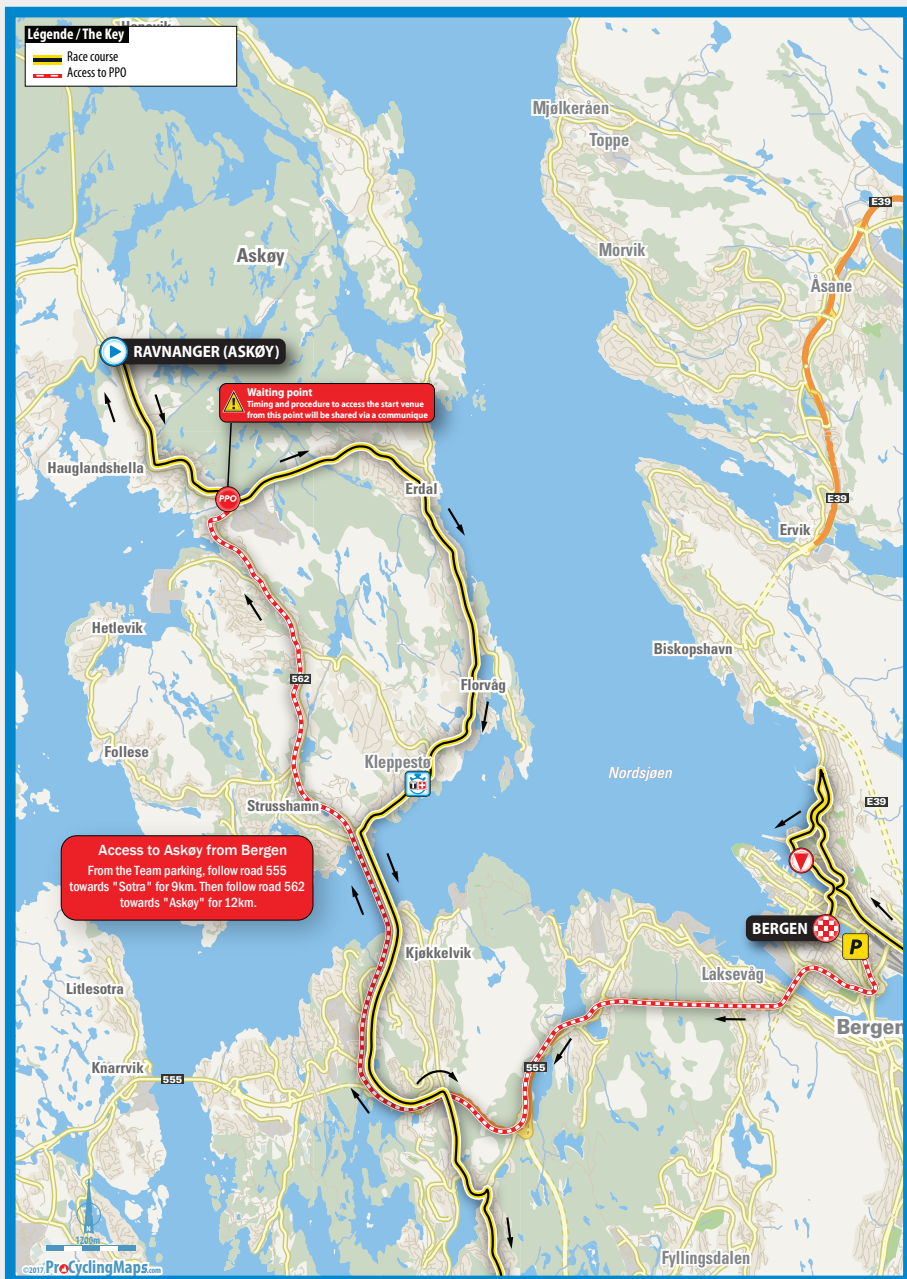 Légende / The Key
Race course
Access to PPO
Mjølkeråen
Toppe
E39
Askøy
Morvik
Åsane
RAVNANGER (ASKØY)
Waiting point
Timing and procedure to access the start venue
from this point will be shared via a communique
Hauglandshella
PPO
Erdal
E39
Ervik
Hetlevik
Biskopshavn
562
Florvåg
Follese
Kleppestø
Nordsjøen
Strusshamn
E39
Access to Askøy from Bergen
From the Team parking, follow road 555
towards "Sotra" for 9km. Then follow road 562
towards "Askøy" for 12km.
BERGEN
P
Kjøkkelvik
Laksevåg
Litlesotra
Bergen
Knarrvik
555
555
N
1200m
Fyllingsdalen
©2017 ProCyclingMaps.com